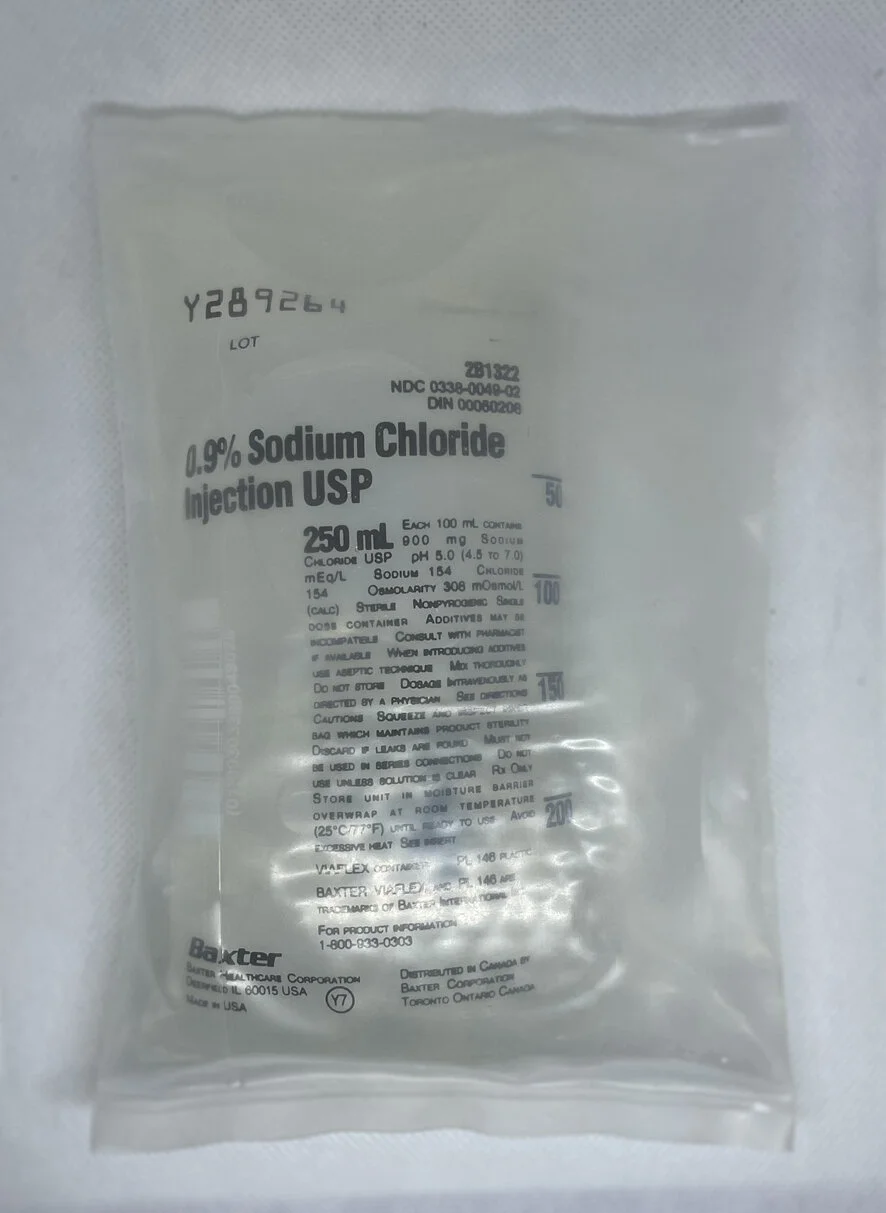 Y289264
LOT
2B1322
NDC 0338-0049-02
DIN 00060208
0.9% Sodium Chloride
Injection USP
50
250 mL EACH 100 mL CONTAINS
900 mg SODIUM
CHLORIDE USP pH 5.0 (4.5 TO 7.0)
mEq/L SODIUM 154 CHLORIDE
154 OSMOLARITY 308 mOsmol/L
100
(CALC) STERILE NONPYROGENIC SINGLE
DOSE CONTAINER ADDITIVES MAY BE
INCOMPATIBLE CONSULT WITH PHARMACIST
IF AVAILABLE WHEN INTRODUCING ADDITIVES
USE ASEPTIC TECHNIQUE MIX THOROUGHLY
DO NOT STORE DOSAGE INTRAVENOUSLY AS
150
DIRECTED BY A PHYSICIAN SEE DIRECTIONS
CAUTIONS SQUEEZE AND INSPECT INNER
BAG WHICH MAINTAINS PRODUCT STERILITY
DISCARD IF LEAKS ARE FOUND MUST NOT
BE USED IN SERIES CONNECTIONS DO NOT
USE UNLESS SOLUTION IS CLEAR RX ONLY
STORE UNIT IN MOISTURE BARRIER
OVERWRAP AT ROOM TEMPERATURE
200
(25°C/77°F) UNTIL READY TO USE AVOID
EXCESSIVE HEAT SEE INSERT
VIAFLEX CONTAINER PL 146 PLASTIC
BAXTER VIAFLEX AND PL 146 ARE
TRADEMARKS OF BAXTER INTERNATIONAL
FOR PRODUCT INFORMATION
1-800-933-0303
Baxter
BAXTER HEALTHCARE CORPORATION
DEERFIELD IL 60015 USA
MADE IN USA
Y7
DISTRIBUTED IN CANADA BY
BAXTER CORPORATION
TORONTO ONTARIO CANADA